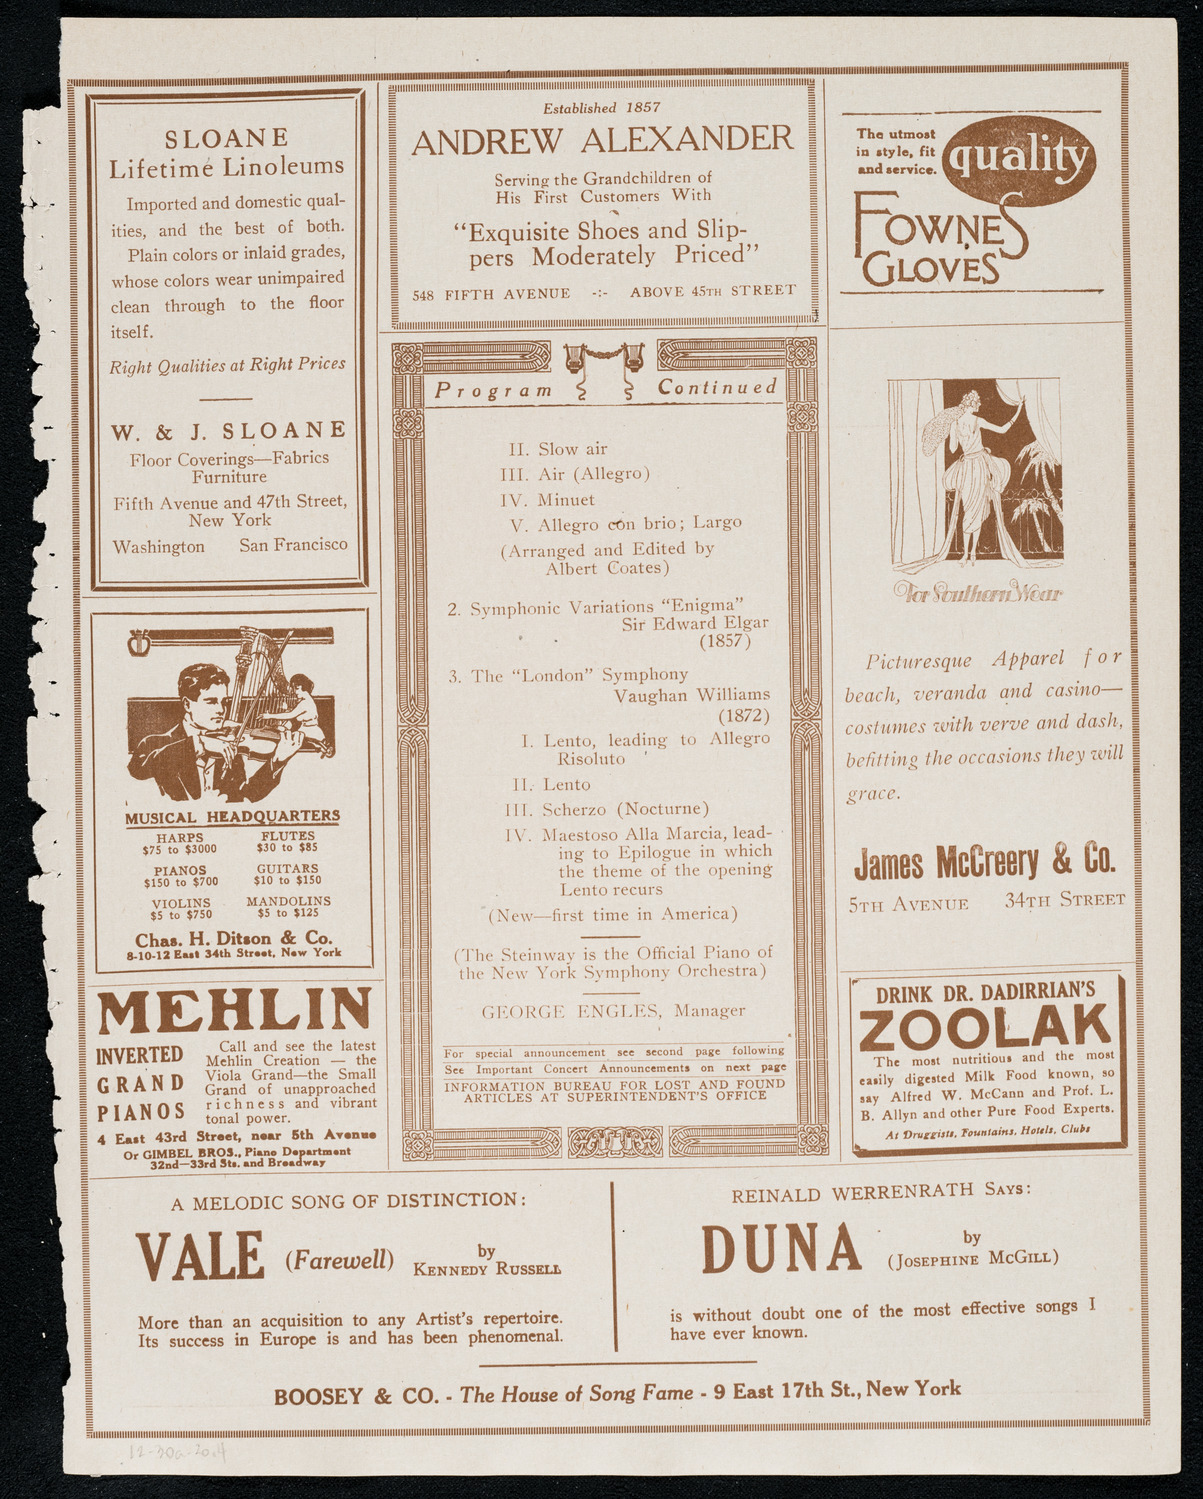 SLOANE
Lifetime Linoleums
Imported and domestic qual-
ities, and the best of both.
Plain colors or inlaid grades,
whose colors wear unimpaired
clean through to the floor
itself.
Right Qualities at Right Prices
W. & J. SLOANE
Floor Coverings—Fabrics
Furniture
Fifth Avenue and 47th Street,
New York
Washington San Francisco
MUSICAL HEADQUARTERS
HARPS FLUTES
$75 to $3000 $30 to $85
PIANOS GUITARS
$150 to $700 $10 to $150
VIOLINS MANDOLINS
$5 to $750 $5 to $125
Chas. H. Ditson & Co.
8-10-12 East 34th Street, New York
MEHLIN
INVERTED
GRAND
PIANOS
Call and see the latest
Mehlin Creation — the
Viola Grand—the Small
Grand of unapproached
richness and vibrant
tonal power.
4 East 43rd Street, near 5th Avenue
Or GIMBEL BROS., Piano Department
32nd—33rd Sts. and Broadway
Established 1857
ANDREW ALEXANDER
Serving the Grandchildren of
His First Customers With
"Exquisite Shoes and Slip-
pers Moderately Priced"
548 FIFTH AVENUE -:- ABOVE 45TH STREET
Program Continued
II. Slow air
III. Air (Allegro)
IV. Minuet
V. Allegro con brio; Largo
(Arranged and Edited by
Albert Coates)
2. Symphonic Variations "Enigma"
Sir Edward Elgar
(1857)
3. The "London" Symphony
Vaughan Williams
(1872)
I. Lento, leading to Allegro
Risoluto
II. Lento
III. Scherzo (Nocturne)
IV. Maestoso Alla Marcia, lead-
ing to Epilogue in which
the theme of the opening
Lento recurs
(New—first time in America)
(The Steinway is the Official Piano of
the New York Symphony Orchestra)
GEORGE ENGLES, Manager
For special announcement see second page following
See Important Concert Announcements on next page
INFORMATION BUREAU FOR LOST AND FOUND
ARTICLES AT SUPERINTENDENT'S OFFICE
The utmost
in style, fit
and service.
quality
FOWNES
GLOVES
For Southern Wear
Picturesque Apparel for
beach, veranda and casino—
costumes with verve and dash,
befitting the occasions they will
grace.
James McCreery & Co.
5TH AVENUE 34TH STREET
DRINK DR. DADIRRIAN'S
ZOOLAK
The most nutritious and the most
easily digested Milk Food known, so
say Alfred W. McCann and Prof. L.
B. Allyn and other Pure Food Experts.
At Druggists, Fountains, Hotels, Clubs
A MELODIC SONG OF DISTINCTION:
VALE (Farewell) by
KENNEDY RUSSELL
More than an acquisition to any Artist's repertoire.
Its success in Europe is and has been phenomenal.
REINALD WERRENRATH SAYS:
DUNA by
(JOSEPHINE MCGILL)
is without doubt one of the most effective songs I
have ever known.
BOOSEY & CO. - The House of Song Fame - 9 East 17th St., New York